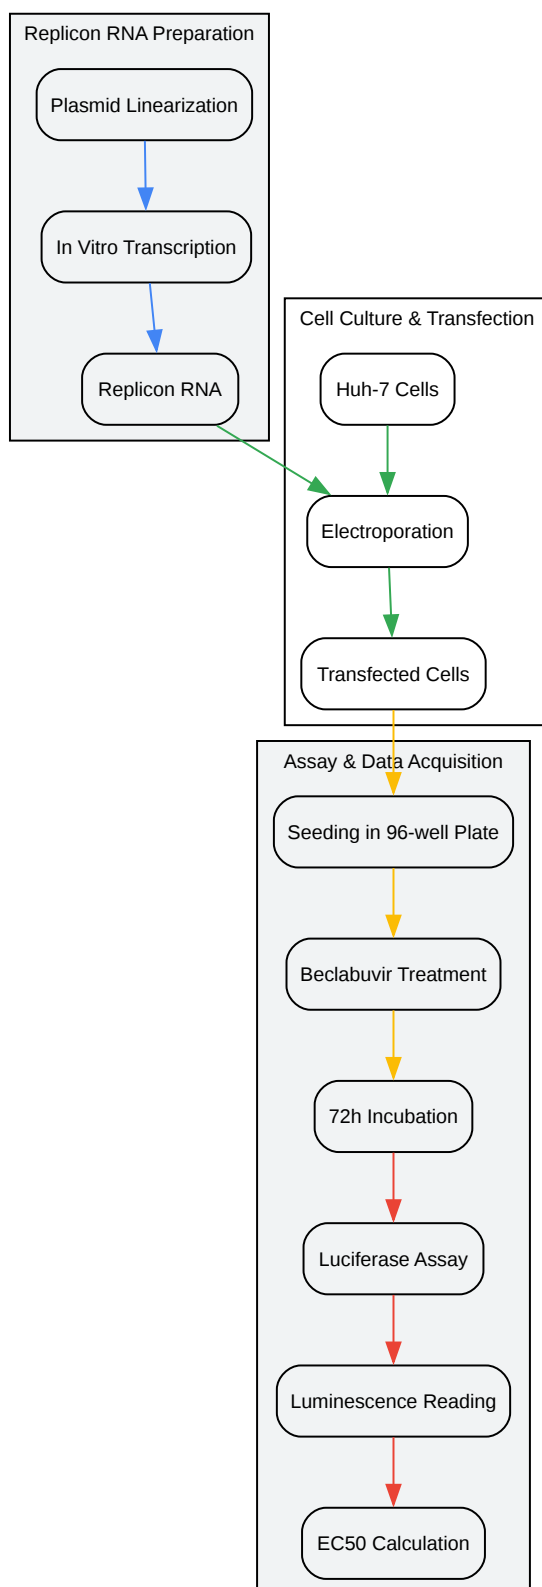 Replicon RNA Preparation
Plasmid Linearization
In Vitro Transcription
Replicon RNA
Cell Culture & Transfection
Huh-7 Cells
Electroporation
Transfected Cells
Assay & Data Acquisition
Seeding in 96-well Plate
Beclabuvir Treatment
72h Incubation
Luciferase Assay
Luminescence Reading
EC50 Calculation